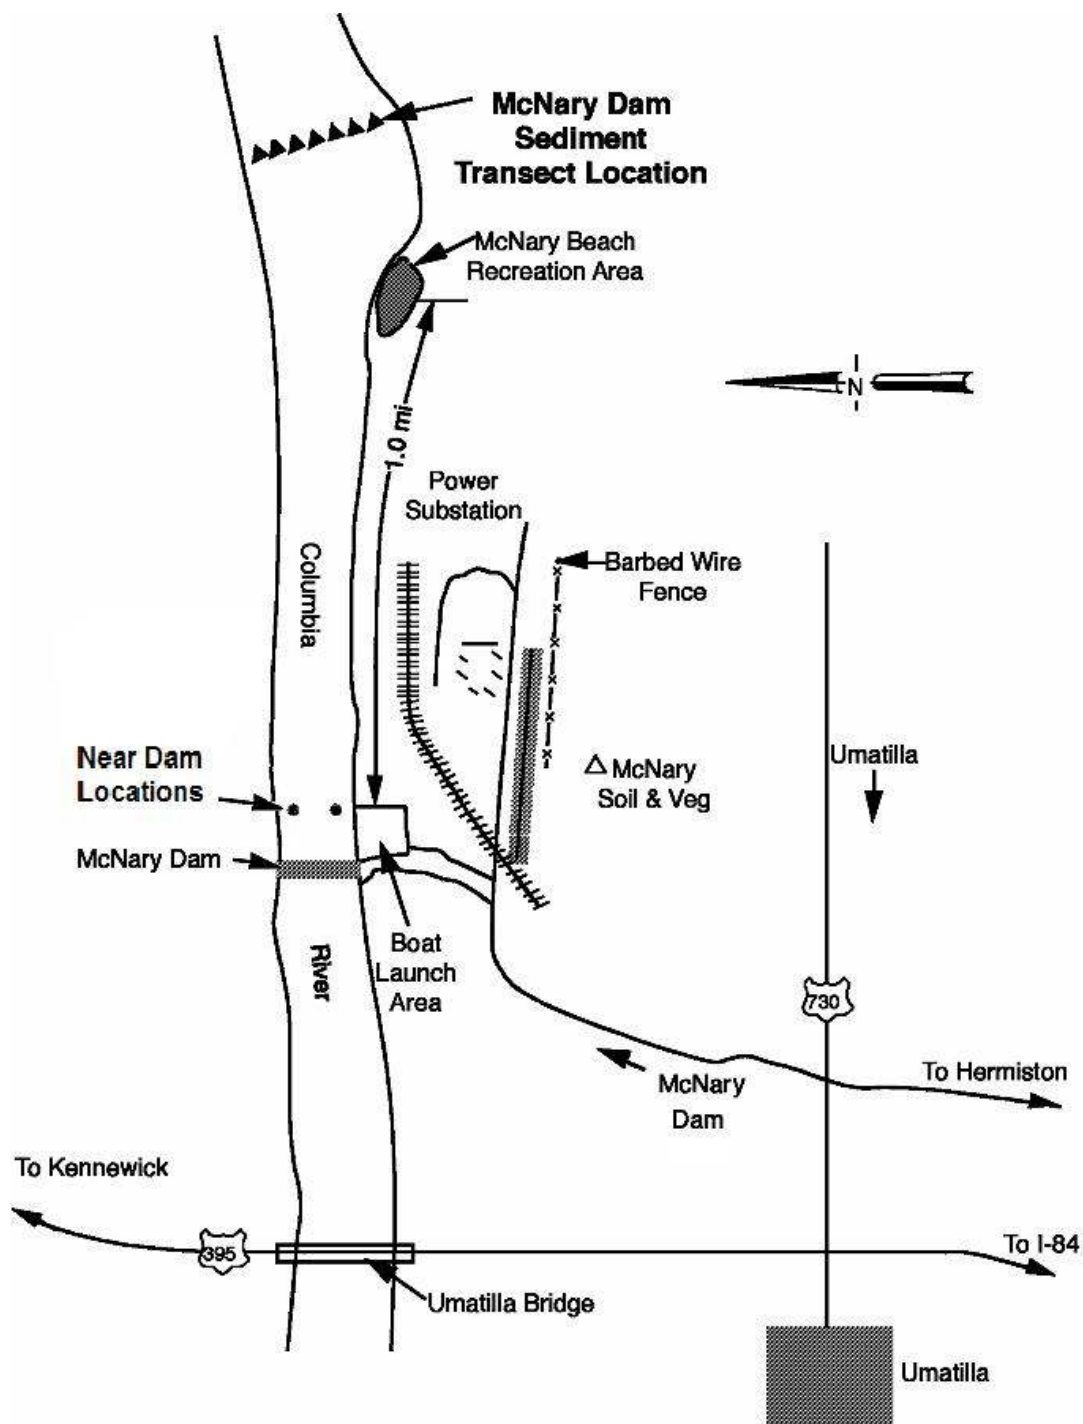 McNary Dam
Sediment
Transect Location
McNary Beach
Recreation Area
N
1.0 mi
Power
Substation
Barbed Wire
Fence
Columbia
Near Dam
Locations
Umatilla
McNary
Soil & Veg
McNary Dam
Boat
Launch
Area
River
730
To Hermiston
McNary
Dam
To Kennewick
395
To I-84
Umatilla Bridge
Umatilla